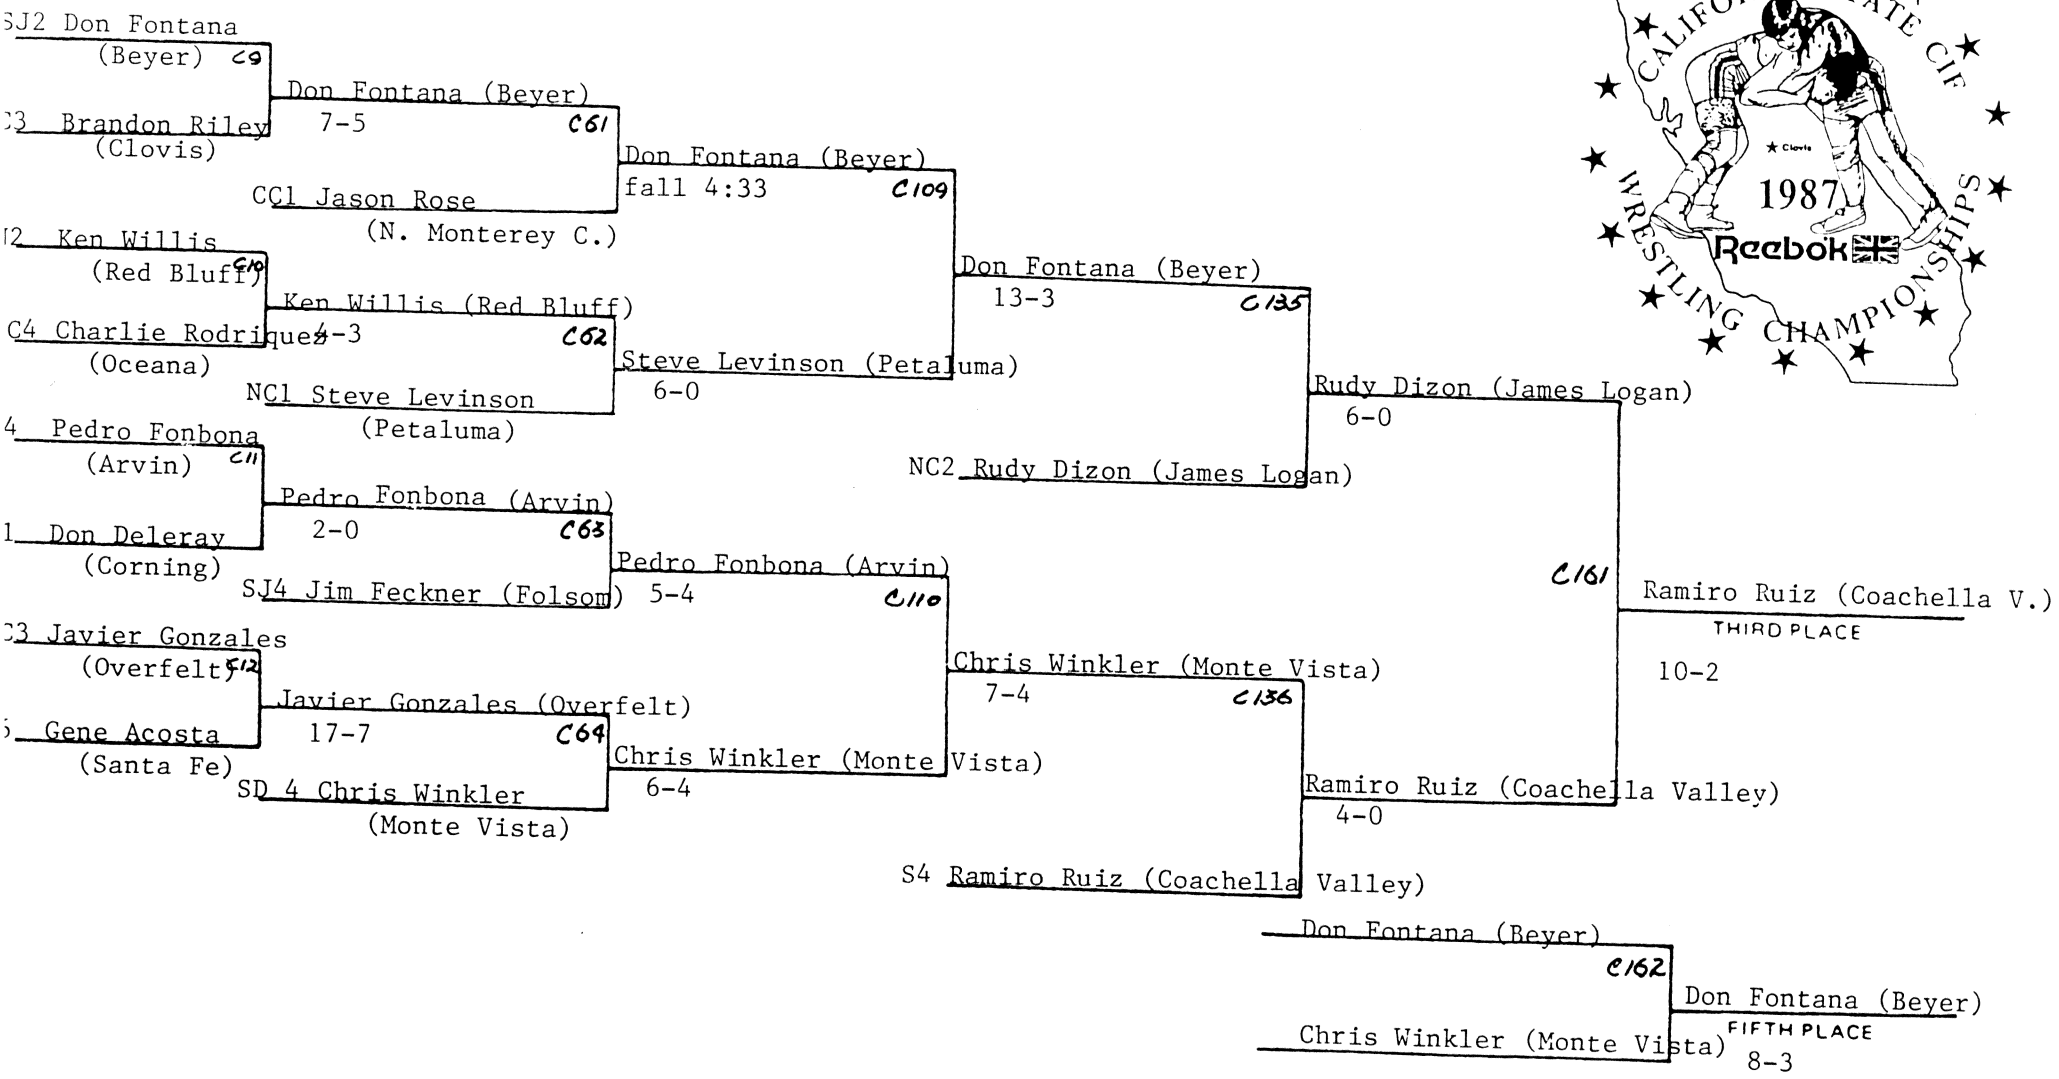 SJ2 Don Fontana
(Beyer) C9
C3 Brandon Riley
(Clovis)
Don Fontana (Beyer)
7-5 C61
CC1 Jason Rose
(N. Monterey C.)
Don Fontana (Beyer)
fall 4:33 C109
2 Ken Willis
(Red Bluff) C10
C4 Charlie Rodriquez
(Oceana)
Ken Willis (Red Bluff)
4-3 C62
NC1 Steve Levinson
(Petaluma)
Steve Levinson (Petaluma)
6-0
Don Fontana (Beyer)
13-3 C135
NC2 Rudy Dizon (James Logan)
Rudy Dizon (James Logan)
6-0
4 Pedro Fonbona
(Arvin) C11
1 Don Deleray
(Corning)
Pedro Fonbona (Arvin)
2-0 C63
SJ4 Jim Feckner (Folsom)
Pedro Fonbona (Arvin)
5-4 C110
C3 Javier Gonzales
(Overfelt) C12
5 Gene Acosta
(Santa Fe)
Javier Gonzales (Overfelt)
17-7 C64
SD 4 Chris Winkler
(Monte Vista)
Chris Winkler (Monte Vista)
6-4
Chris Winkler (Monte Vista)
7-4 C136
S4 Ramiro Ruiz (Coachella Valley)
Ramiro Ruiz (Coachella Valley)
4-0
C161
Ramiro Ruiz (Coachella V.)
THIRD PLACE
10-2
Don Fontana (Beyer)
C162
Chris Winkler (Monte Vista)
Don Fontana (Beyer)
FIFTH PLACE
8-3
CIF
WRESTLING CHAMPIONSHIPS
Clovis
1987
Reebok